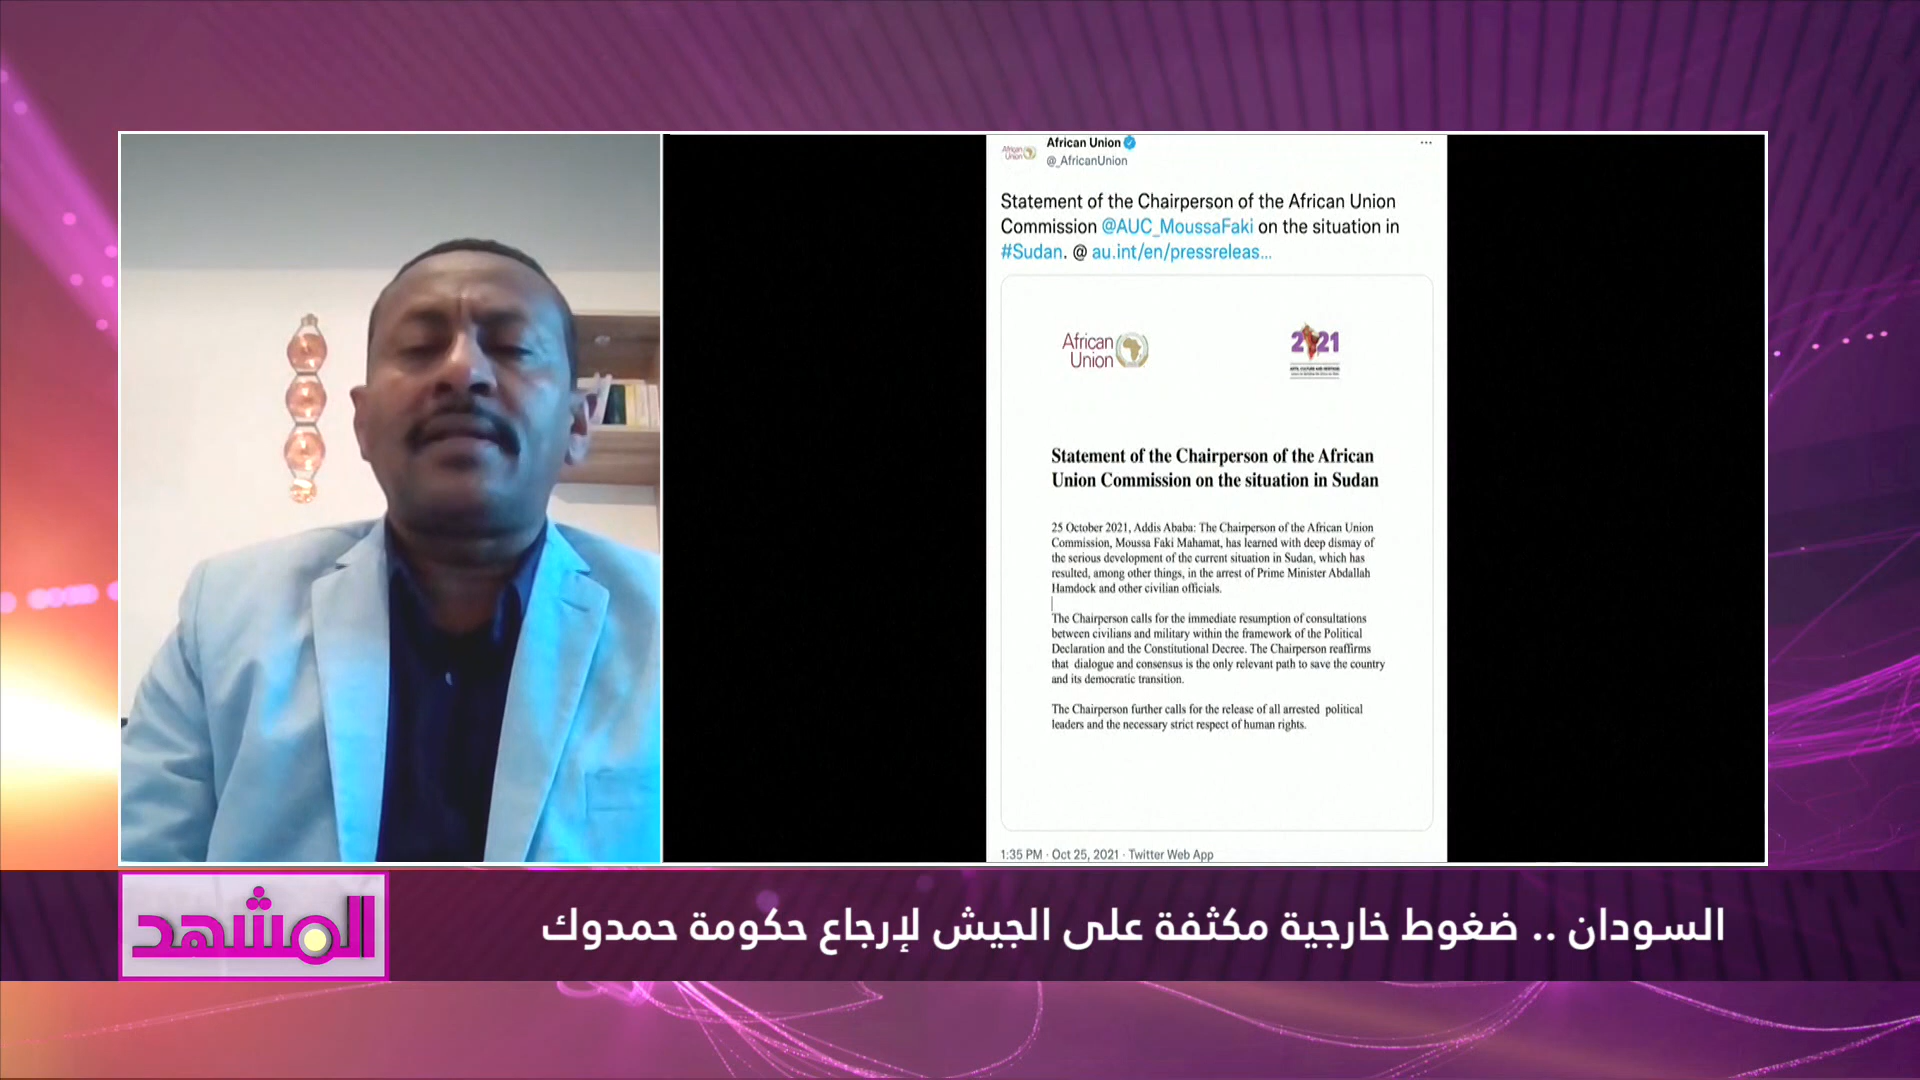 African Union
@_AfricanUnion
Statement of the Chairperson of the African Union
Commission @AUC_MoussaFaki on the situation in
#Sudan. @ au.int/en/pressreleas...
African
Union
2021
Statement of the Chairperson of the African
Union Commission on the situation in Sudan
25 October 2021, Addis Ababa: The Chairperson of the African Union
Commission, Moussa Faki Mahamat, has learned with deep dismay of
the serious development of the current situation in Sudan, which has
resulted, among other things, in the arrest of Prime Minister Abdallah
Hamdock and other civilian officials.
The Chairperson calls for the immediate resumption of consultations
between civilians and military within the framework of the Political
Declaration and the Constitutional Decree. The Chairperson reaffirms
that dialogue and consensus is the only relevant path to save the country
and its democratic transition.
The Chairperson further calls for the release of all arrested political
leaders and the necessary strict respect of human rights.
1:35 PM · Oct 25, 2021 · Twitter Web App
السودان .. ضغوط خارجية مكثفة على الجيش لإرجاع حكومة حمدوك
المشهد